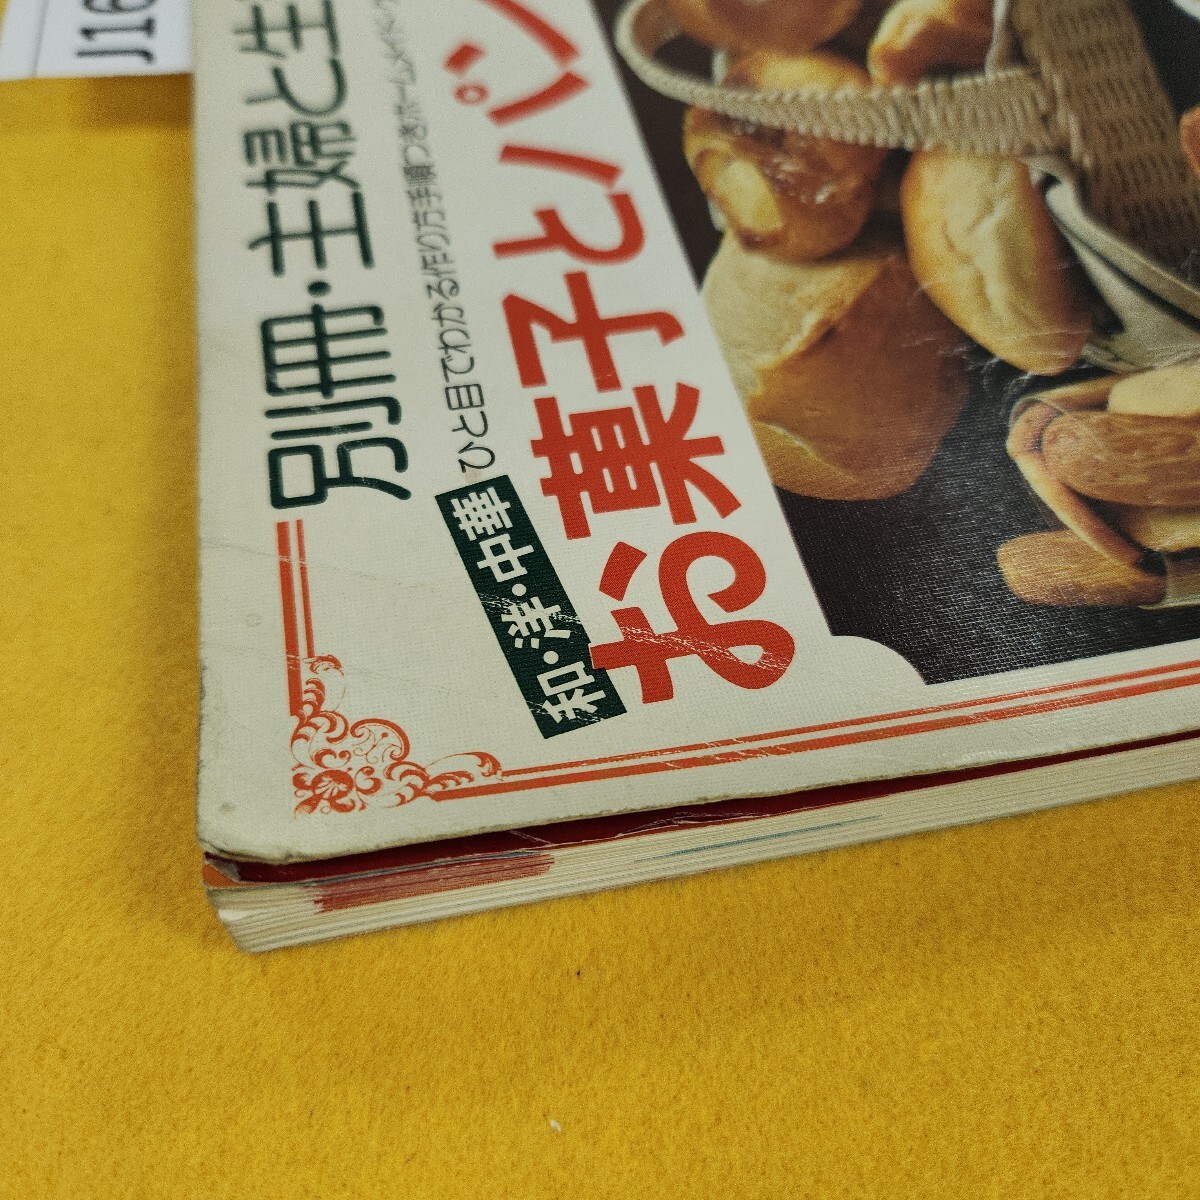 J16
別冊・主婦と生
ひと目でわかる作り方手順つきホームメイド
和・洋・中華
お菓子とパン